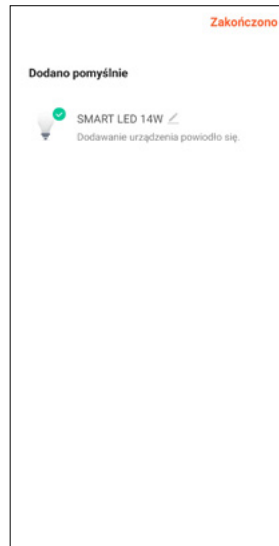 Zakończono
Dodano pomyślnie
SMART LED 14W
Dodawanie urządzenia powiodło się.